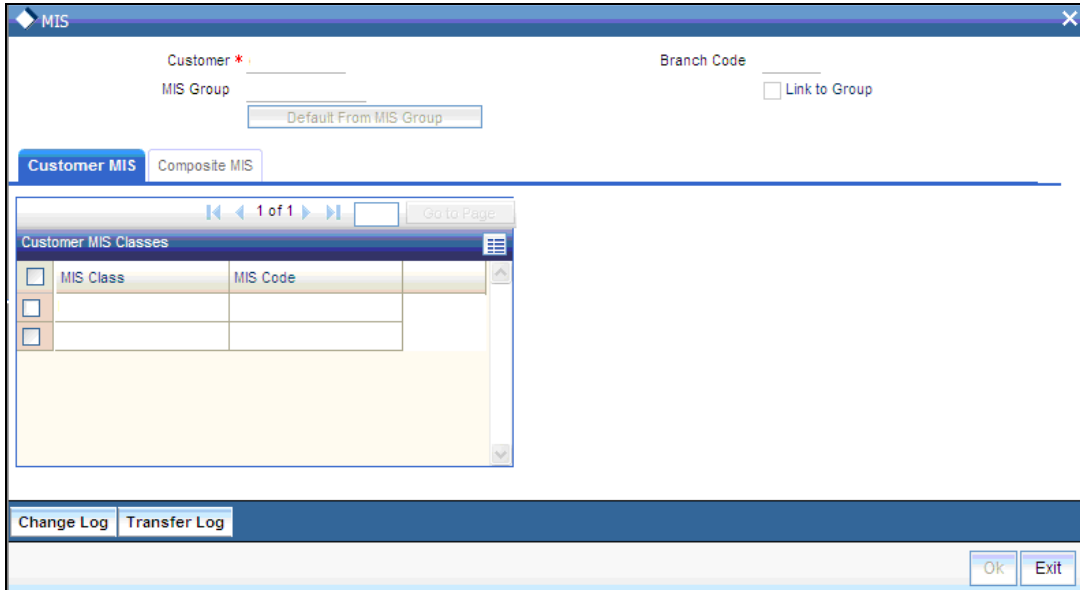 MIS
Customer *
Branch Code
MIS Group
Link to Group
Default From MIS Group
Customer MIS Composite MIS
1 of 1 Go to Page
Customer MIS Classes
MIS Class MIS Code
Change Log Transfer Log
Ok Exit